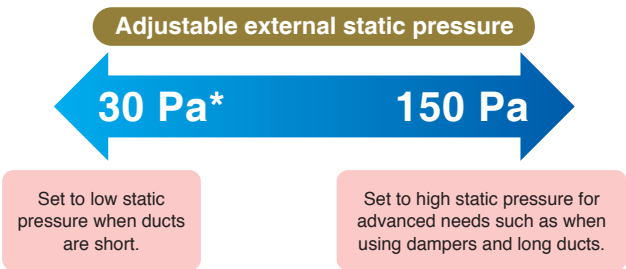 Adjustable external static pressure
30 Pa*
150 Pa
Set to low static
pressure when ducts
are short.
Set to high static pressure for
advanced needs such as when
using dampers and long ducts.